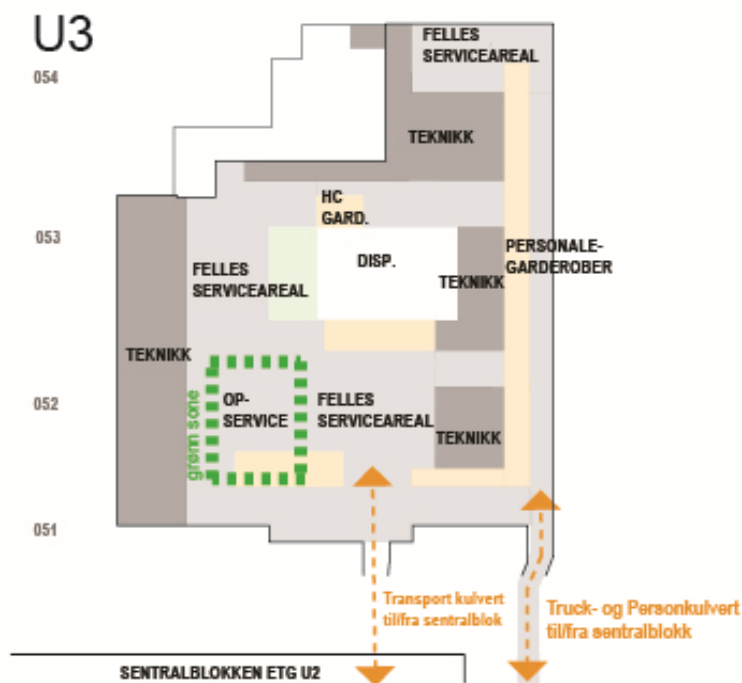 U3
054
FELLES
SERVICEAREAL
TEKNIKK
HC
GARD.
053
DISP.
PERSONALE-
GARDEROBER
FELLES
SERVICEAREAL
TEKNIKK
TEKNIKK
grønn sone
OP-
SERVICE
FELLES
SERVICEAREAL
052
TEKNIKK
051
Transport kulvert
til/fra sentralblok
Truck- og Personkulvert
til/fra sentralblokk
SENTRALBLOKKEN ETG U2